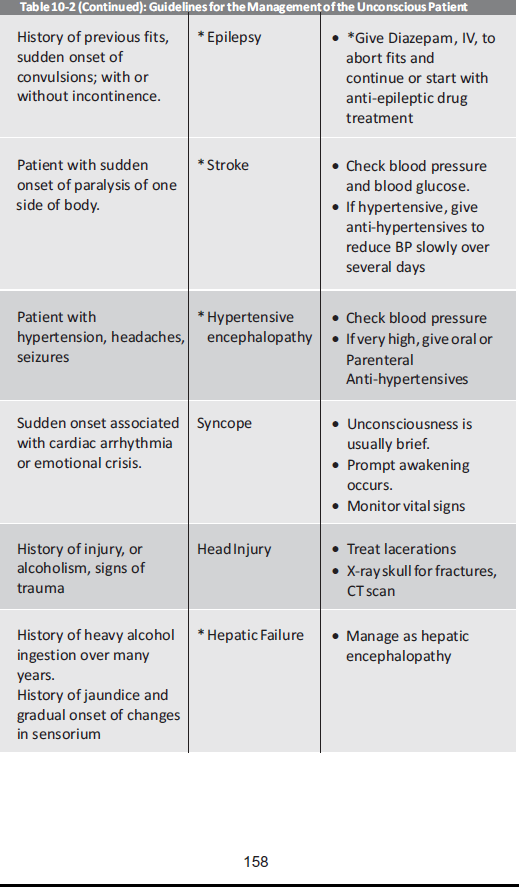 Table 10-2 (Continued): Guidelines for the Management of the Unconscious Patient
History of previous fits,
sudden onset of
convulsions; with or
without incontinence.
* Epilepsy
• *Give Diazepam, IV, to
abort fits and
continue or start with
anti-epileptic drug
treatment
Patient with sudden
onset of paralysis of one
side of body.
* Stroke
• Check blood pressure
and blood glucose.
• If hypertensive, give
anti-hypertensives to
reduce BP slowly over
several days
Patient with
hypertension, headaches,
seizures
* Hypertensive
encephalopathy
• Check blood pressure
• If very high, give oral or
Parenteral
Anti-hypertensives
Sudden onset associated
with cardiac arrhythmia
or emotional crisis.
Syncope
• Unconsciousness is
usually brief.
• Prompt awakening
occurs.
• Monitor vital signs
History of injury, or
alcoholism, signs of
trauma
Head Injury
• Treat lacerations
• X-ray skull for fractures,
CT scan
History of heavy alcohol
ingestion over many
years.
History of jaundice and
gradual onset of changes
in sensorium
* Hepatic Failure
• Manage as hepatic
encephalopathy
158